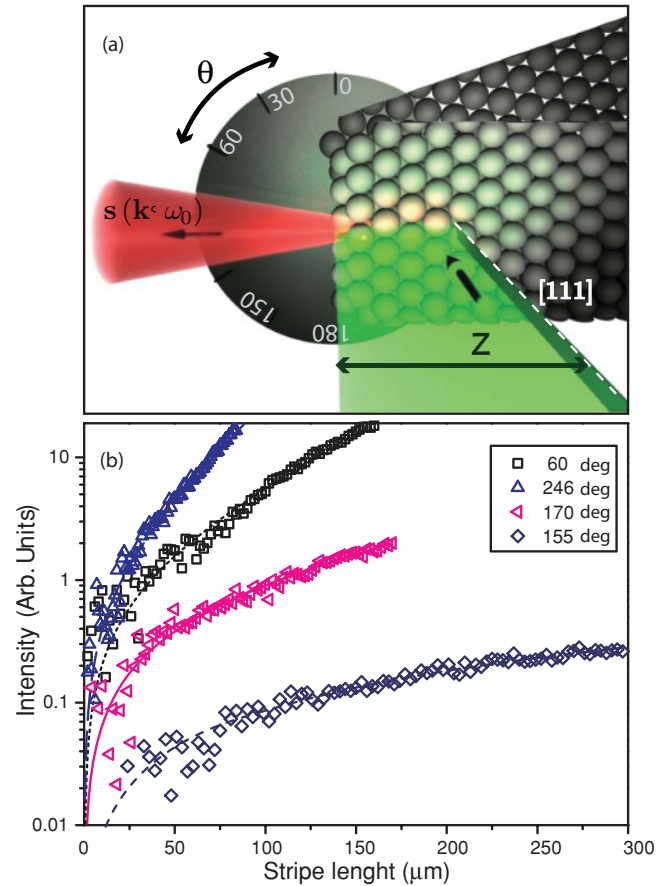 (a)
θ
0
30
60
s (k‹ ω₀)
150
180
[111]
Z
(b)
60 deg
246 deg
170 deg
155 deg
10
1
0.1
0.01
Intensity (Arb. Units)
0 50 100 150 200 250 300
Stripe lenght (μm)